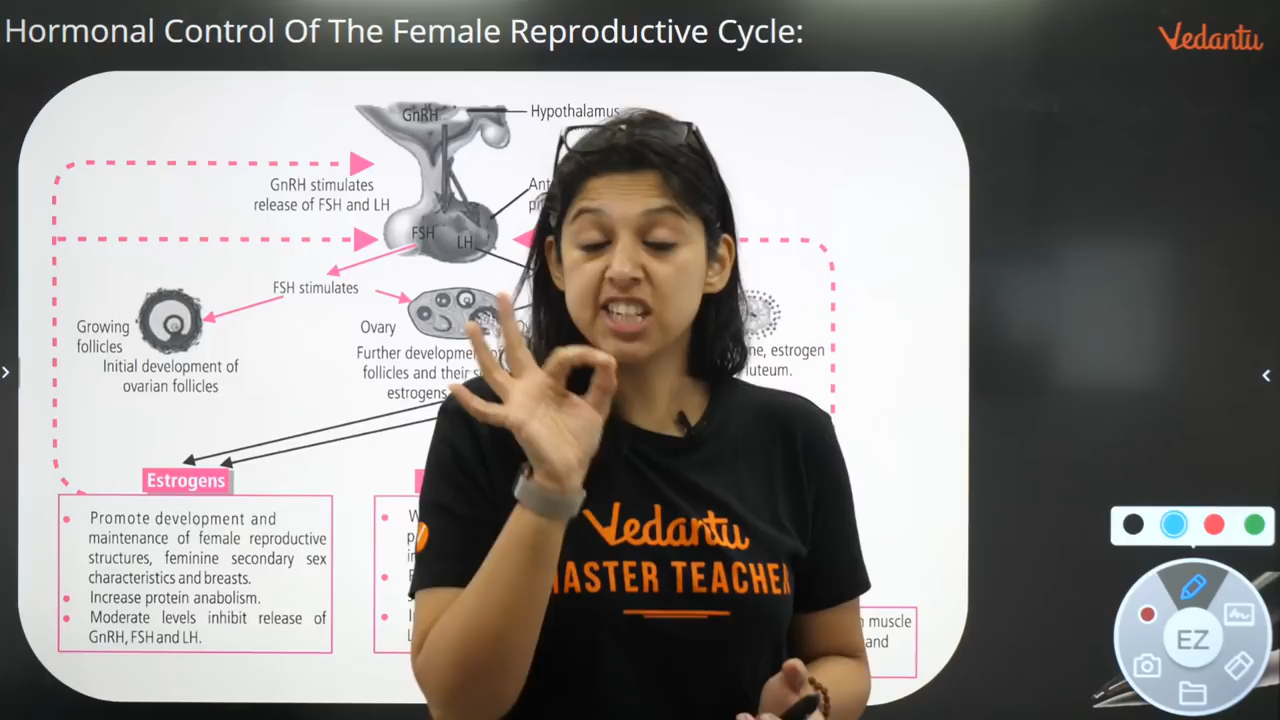 Hormonal Control Of The Female Reproductive Cycle:
Vedantu
GnRH
Hypothalamus
GnRH stimulates
release of FSH and LH
FSH
LH
FSH stimulates
Growing
follicles
Initial development of
ovarian follicles
Ovary
Further development
follicles and their
estrogens
estrogen
luteum.
Estrogens
• Promote development and
maintenance of female reproductive
structures, feminine secondary sex
characteristics and breasts.
• Increase protein anabolism.
• Moderate levels inhibit release of
GnRH, FSH and LH.
muscle
and
Vedantu
MASTER TEACHER
EZ